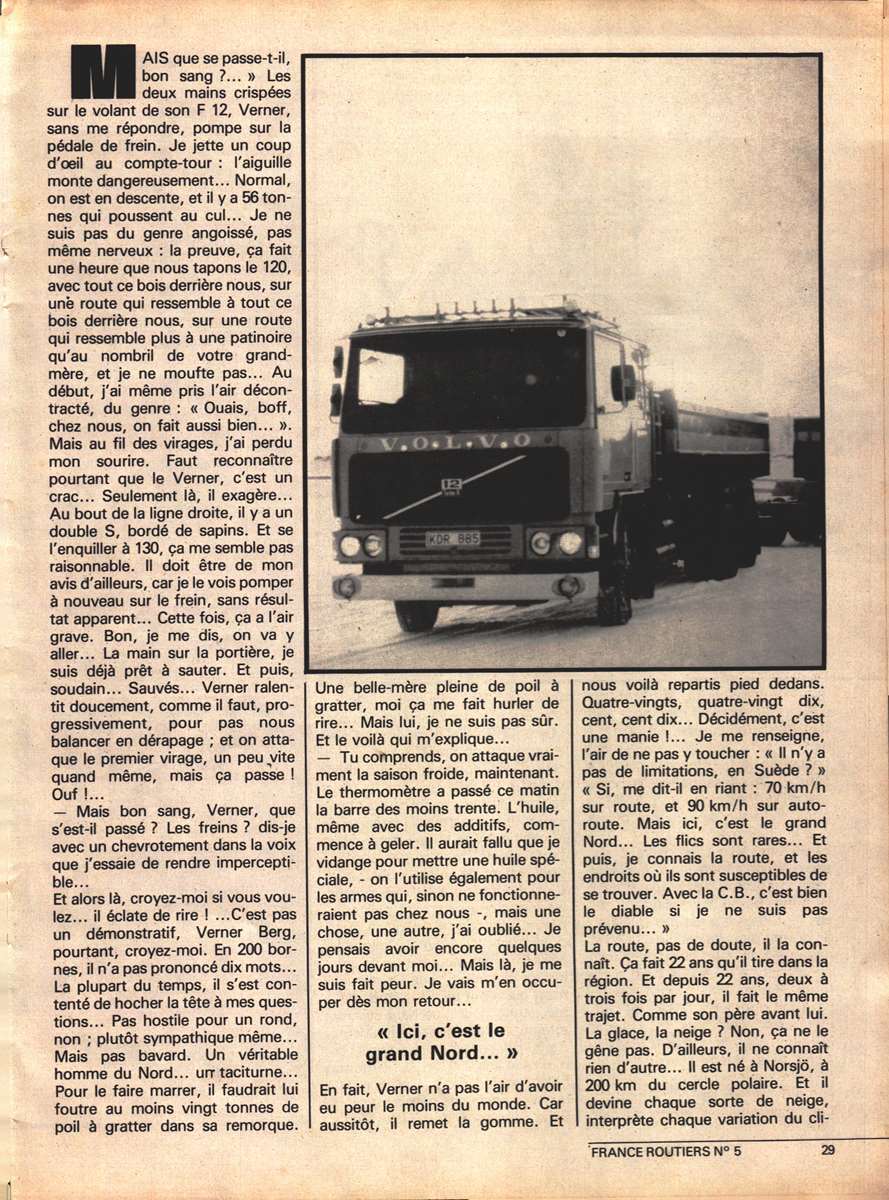 MAIS que se passe-t-il,
bon sang ?... » Les
deux mains crispées
sur le volant de son F 12, Verner,
sans me répondre, pompe sur la
pédale de frein. Je jette un coup
d'œil au compte-tour : l'aiguille
monte dangereusement... Normal,
on est en descente, et il y a 56 ton-
nes qui poussent au cul... Je ne
suis pas du genre angoissé, pas
même nerveux : la preuve, ça fait
une heure que nous tapons le 120,
avec tout ce bois derrière nous, sur
une route qui ressemble à tout ce
bois derrière nous, sur une route
qui ressemble plus à une patinoire
qu'au nombril de votre grand-
mère, et je ne moufte pas... Au
début, j'ai même pris l'air décon-
tracté, du genre : « Ouais, boff,
chez nous, on fait aussi bien... ».
Mais au fil des virages, j'ai perdu
mon sourire. Faut reconnaître
pourtant que le Verner, c'est un
crac... Seulement là, il exagère...
Au bout de la ligne droite, il y a un
double S, bordé de sapins. Et se
l'enquiller à 130, ça me semble pas
raisonnable. Il doit être de mon
avis d'ailleurs, car je le vois pomper
à nouveau sur le frein, sans résul-
tat apparent... Cette fois, ça a l'air
grave. Bon, je me dis, on va y
aller... La main sur la portière, je
suis déjà prêt à sauter. Et puis,
soudain... Sauvés... Verner ralen-
tit doucement, comme il faut, pro-
gressivement, pour pas nous
balancer en dérapage ; et on atta-
que le premier virage, un peu vite
quand même, mais ça passe !
Ouf !...
— Mais bon sang, Verner, que
s'est-il passé ? Les freins ? dis-je
avec un chevrotement dans la voix
que j'essaie de rendre impercepti-
ble...
Et alors là, croyez-moi si vous vou-
lez... il éclate de rire ! ...C'est pas
un démonstratif, Verner Berg,
pourtant, croyez-moi. En 200 bor-
nes, il n'a pas prononcé dix mots...
La plupart du temps, il s'est con-
tenté de hocher la tête à mes ques-
tions... Pas hostile pour un rond,
non ; plutôt sympathique même...
Mais pas bavard. Un véritable
homme du Nord... un taciturne...
Pour le faire marrer, il faudrait lui
foutre au moins vingt tonnes de
poil à gratter dans sa remorque.
V.O.L.V.O
12
Turbo 6
KDR 885
Une belle-mère pleine de poil à
gratter, moi ça me fait hurler de
rire... Mais lui, je ne suis pas sûr.
Et le voilà qui m'explique...
— Tu comprends, on attaque vrai-
ment la saison froide, maintenant.
Le thermomètre a passé ce matin
la barre des moins trente. L'huile,
même avec des additifs, com-
mence à geler. Il aurait fallu que je
vidange pour mettre une huile spé-
ciale, - on l'utilise également pour
les armes qui, sinon ne fonctionne-
raient pas chez nous -, mais une
chose, une autre, j'ai oublié... Je
pensais avoir encore quelques
jours devant moi... Mais là, je me
suis fait peur. Je vais m'en occu-
per dès mon retour...
« Ici, c'est le
grand Nord... »
En fait, Verner n'a pas l'air d'avoir
eu peur le moins du monde. Car
aussitôt, il remet la gomme. Et
nous voilà repartis pied dedans.
Quatre-vingts, quatre-vingt dix,
cent, cent dix... Décidément, c'est
une manie !... Je me renseigne,
l'air de ne pas y toucher : « Il n'y a
pas de limitations, en Suède ? »
« Si, me dit-il en riant : 70 km/h
sur route, et 90 km/h sur auto-
route. Mais ici, c'est le grand
Nord... Les flics sont rares... Et
puis, je connais la route, et les
endroits où ils sont susceptibles de
se trouver. Avec la C.B., c'est bien
le diable si je ne suis pas
prévenu... »
La route, pas de doute, il la con-
naît. Ça fait 22 ans qu'il tire dans la
région. Et depuis 22 ans, deux à
trois fois par jour, il fait le même
trajet. Comme son père avant lui.
La glace, la neige ? Non, ça ne le
gêne pas. D'ailleurs, il ne connaît
rien d'autre... Il est né à Norsjö, à
200 km du cercle polaire. Et il
devine chaque sorte de neige,
interprète chaque variation du cli-
FRANCE ROUTIERS N° 5 29